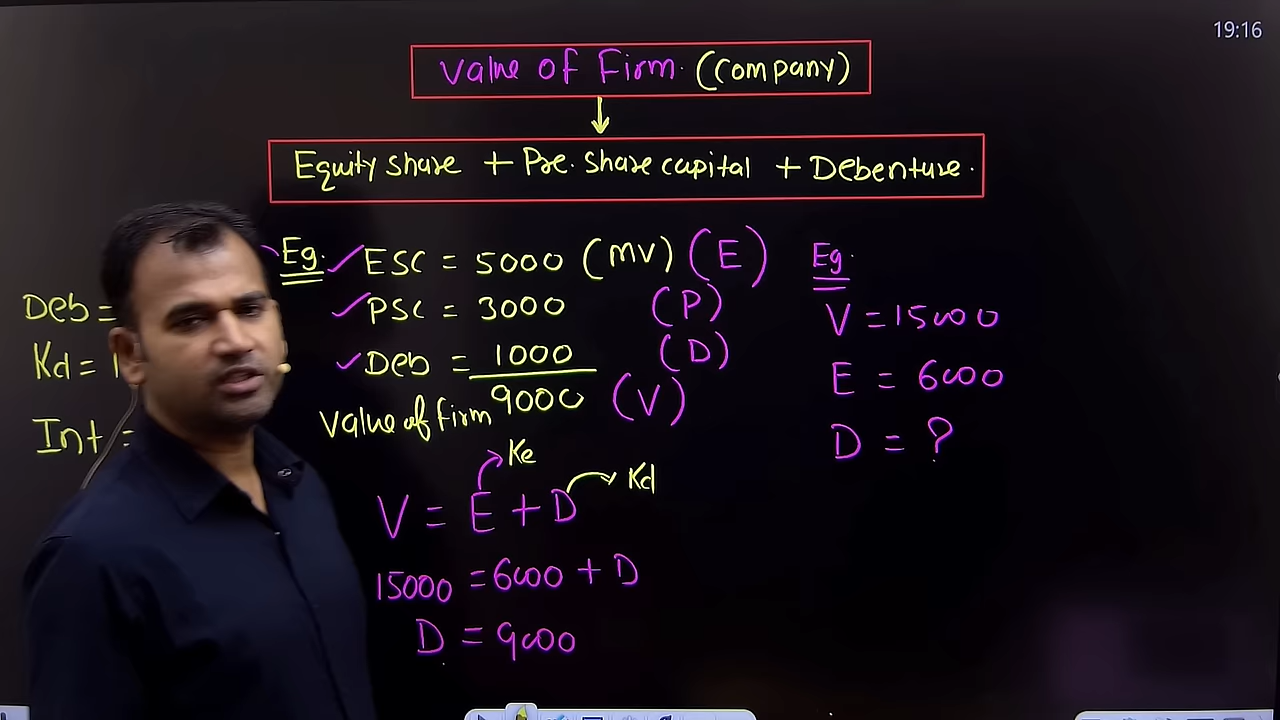 19:16
Value of Firm. (Company)
Equity share + Pre. share capital + Debenture.
Eg. ESC = 5000 (MV) (E)
PSC = 3000 (P)
Deb = 1000 (D)
Value of firm 9000 (V)
Ke
Kd
V = E + D
15000 = 6000 + D
D = 9000
Eg.
V = 15000
E = 6000
D = ?
Deb =
Kd = 1
Int =